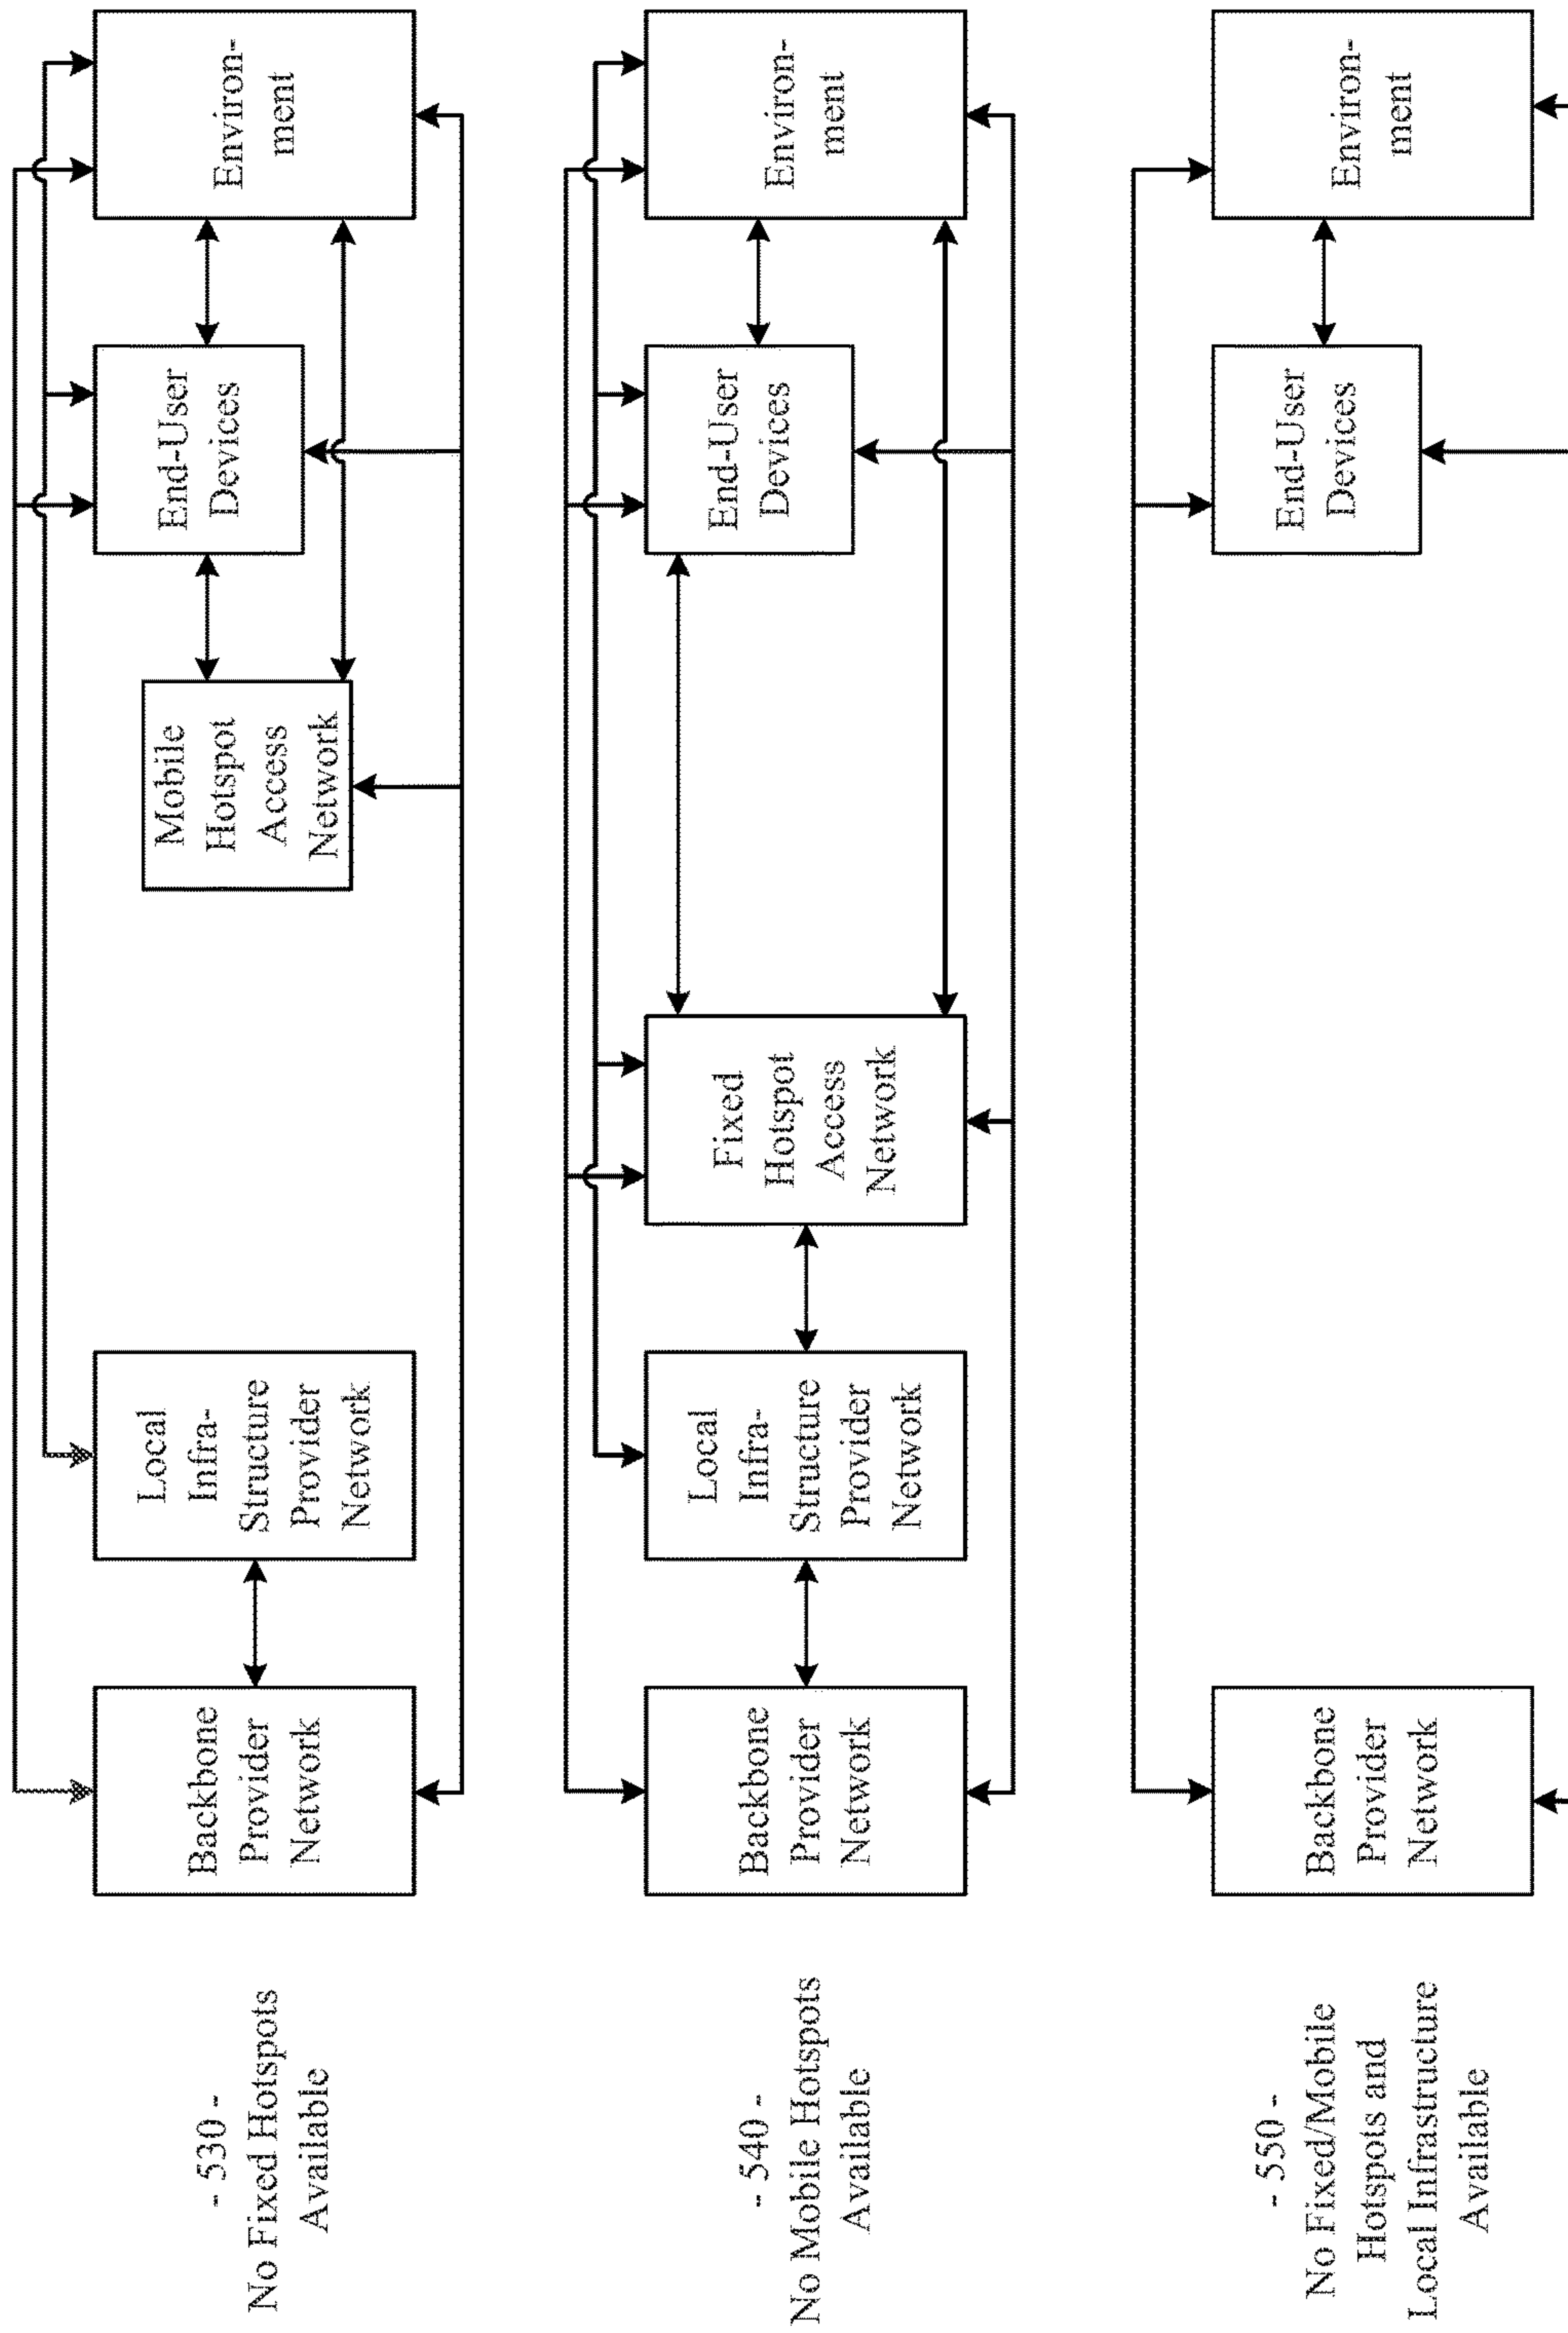 - 530 -
No Fixed Hotspots
Available
Backbone
Provider
Network
Local
Infra-
Structure
Provider
Network
Mobile
Hotspot
Access
Network
End-User
Devices
Environ-
ment
- 540 -
No Mobile Hotspots
Available
Backbone
Provider
Network
Local
Infra-
Structure
Provider
Network
Fixed
Hotspot
Access
Network
End-User
Devices
Environ-
ment
- 550 -
No Fixed/Mobile
Hotspots and
Local Infrastructure
Available
Backbone
Provider
Network
End-User
Devices
Environ-
ment